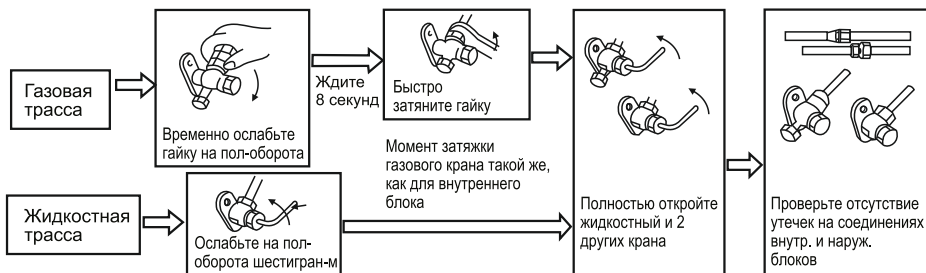 Газовая
трасса
Временно ослабьте
гайку на пол-оборота
Ждите
8 секунд
Быстро
затяните гайку
Момент затяжки
газового крана такой же,
как для внутреннего
блока
Жидкостная
трасса
Ослабьте на пол-
оборота шестигран-м
Полностью откройте
жидкостный и 2
других крана
Проверьте отсутствие
утечек на соединениях
внутр. и наруж.
блоков